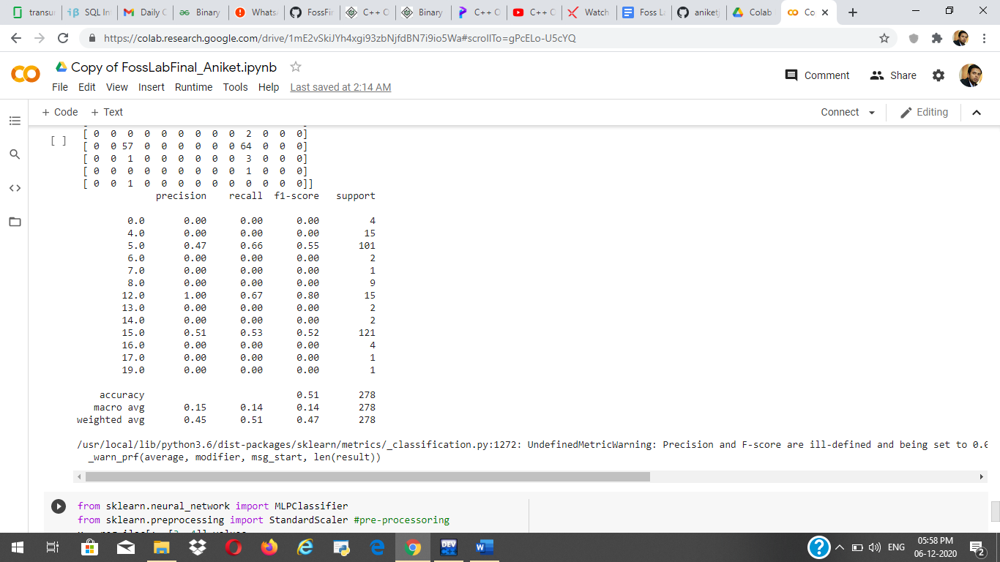 transur
SQL In
Daily C
Binary
Whats
FossFin
C++ C
Binary
C++ C
C++ C
Watch
Foss L
aniketj
Colab
Co
https://colab.research.google.com/drive/1mE2vSkiJYh4xgi93zbNjfdBN7i9io5Wa#scrollTo=gPcELo-U5cYQ
Copy of FossLabFinal_Aniket.ipynb
Comment Share
File Edit View Insert Runtime Tools Help Last saved at 2:14 AM
+ Code + Text Connect Editing
[ ]
[ 0 0 0 0 0 0 0 0 0 2 0 0 0]
[ 0 0 57 0 0 0 0 0 0 64 0 0 0]
[ 0 0 1 0 0 0 0 0 0 3 0 0 0]
[ 0 0 0 0 0 0 0 0 0 1 0 0 0]
[ 0 0 1 0 0 0 0 0 0 0 0 0 0]]
precision recall f1-score support
0.0 0.00 0.00 0.00 4
4.0 0.00 0.00 0.00 15
5.0 0.47 0.66 0.55 101
6.0 0.00 0.00 0.00 2
7.0 0.00 0.00 0.00 1
8.0 0.00 0.00 0.00 9
12.0 1.00 0.67 0.80 15
13.0 0.00 0.00 0.00 2
14.0 0.00 0.00 0.00 2
15.0 0.51 0.53 0.52 121
16.0 0.00 0.00 0.00 4
17.0 0.00 0.00 0.00 1
19.0 0.00 0.00 0.00 1
accuracy 0.51 278
macro avg 0.15 0.14 0.14 278
weighted avg 0.45 0.51 0.47 278
/usr/local/lib/python3.6/dist-packages/sklearn/metrics/_classification.py:1272: UndefinedMetricWarning: Precision and F-score are ill-defined and being set to 0.0
_warn_prf(average, modifier, msg_start, len(result))
from sklearn.neural_network import MLPClassifier
from sklearn.preprocessing import StandardScaler #pre-processoring
DEV C++
ENG
05:58 PM
06-12-2020
2